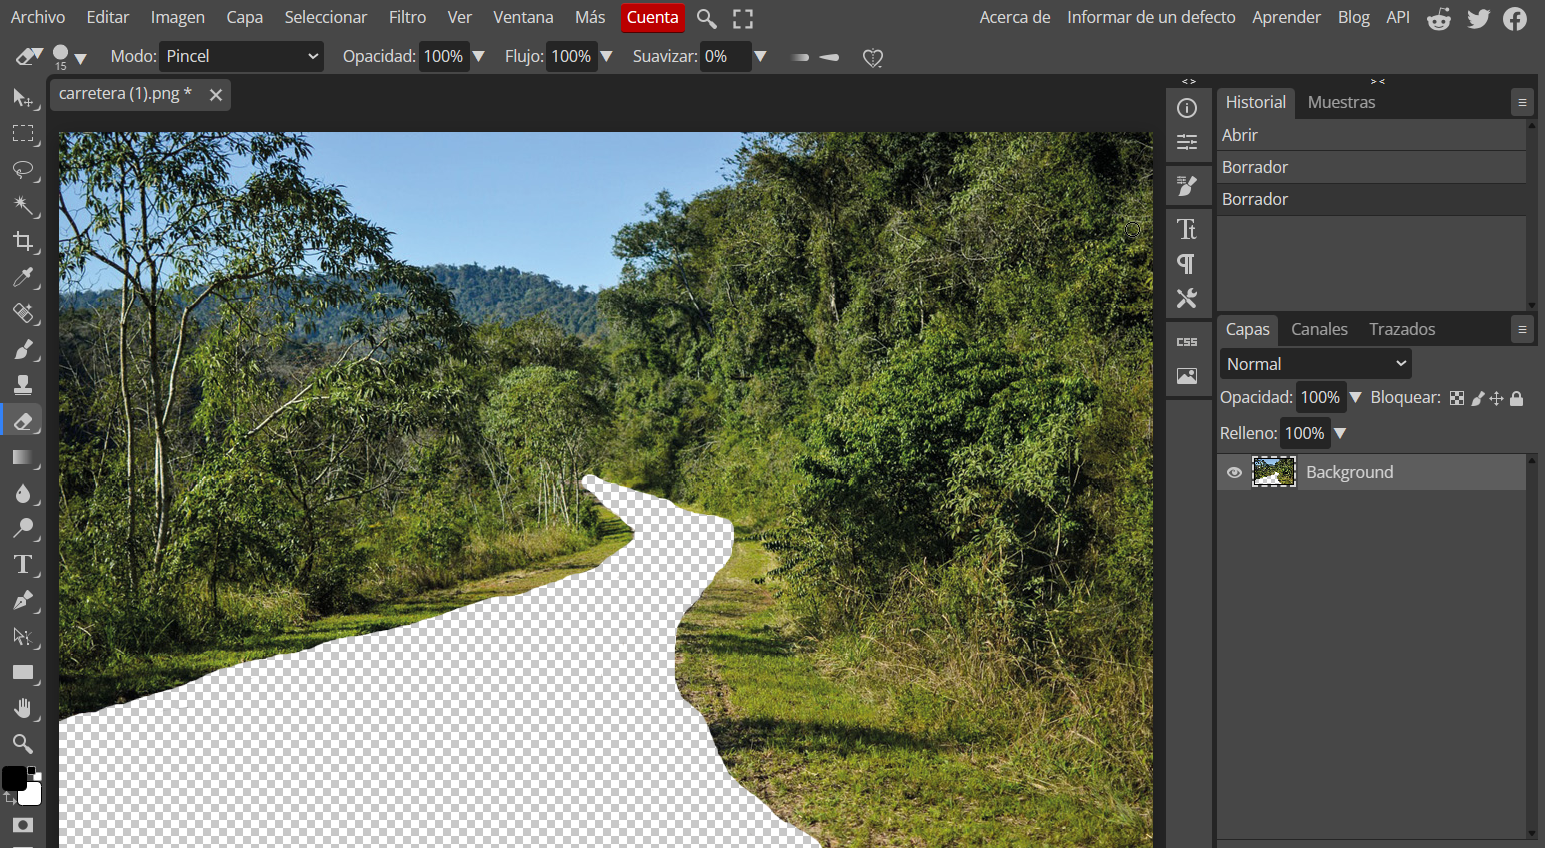 Archivo Editar Imagen Capa Seleccionar Filtro Ver Ventana Más Cuenta Acerca de Informar de un defecto Aprender Blog API
15 Modo: Pincel Opacidad: 100% Flujo: 100% Suavizar: 0%
carretera (1).png *
< > > <
Historial Muestras
Abrir
Borrador
Borrador
CSS
Capas Canales Trazados
Normal
Opacidad: 100% Bloquear:
Relleno: 100%
Background